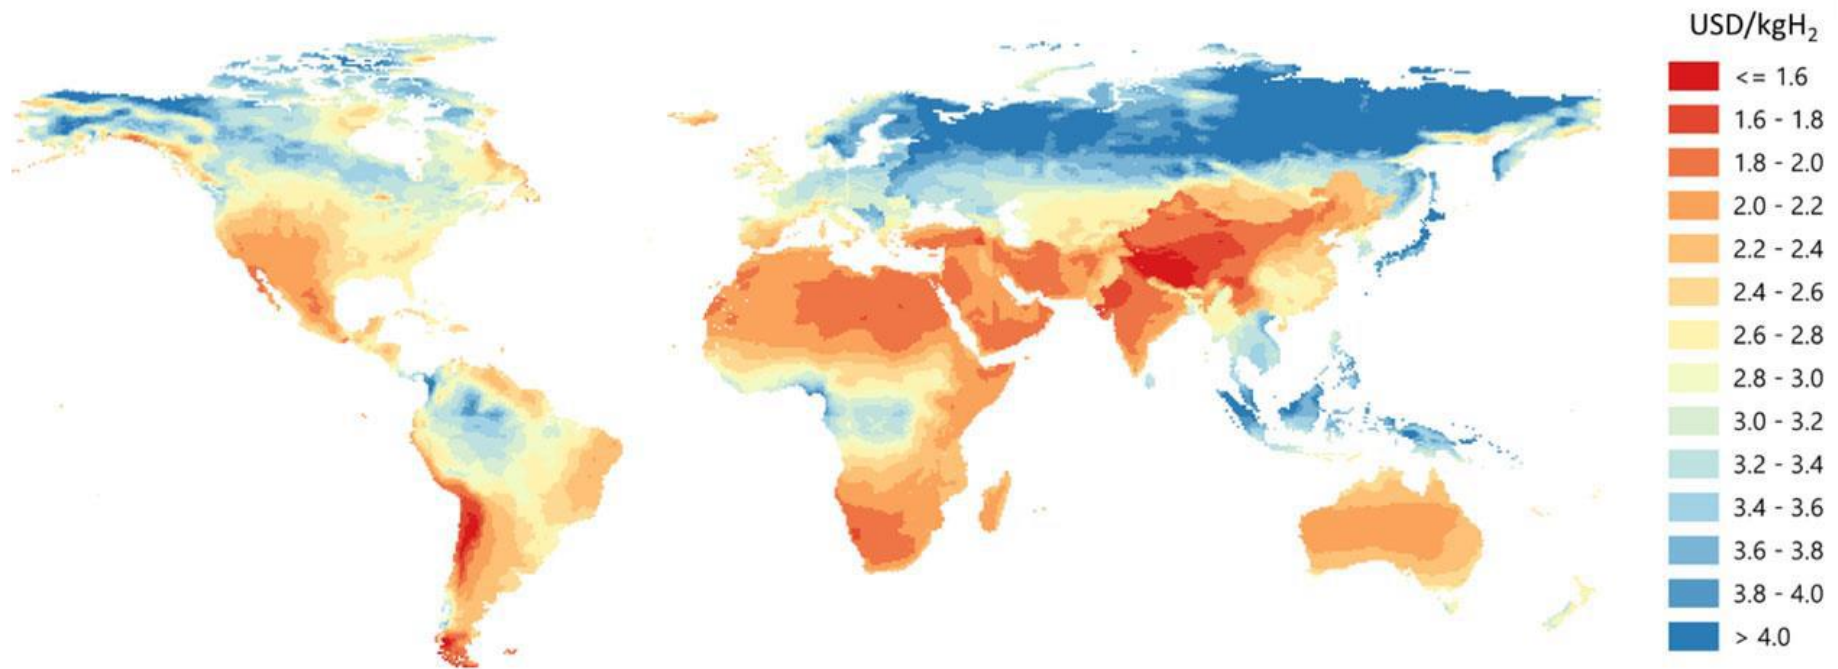 USD/kgH₂
<= 1.6
1.6 - 1.8
1.8 - 2.0
2.0 - 2.2
2.2 - 2.4
2.4 - 2.6
2.6 - 2.8
2.8 - 3.0
3.0 - 3.2
3.2 - 3.4
3.4 - 3.6
3.6 - 3.8
3.8 - 4.0
> 4.0